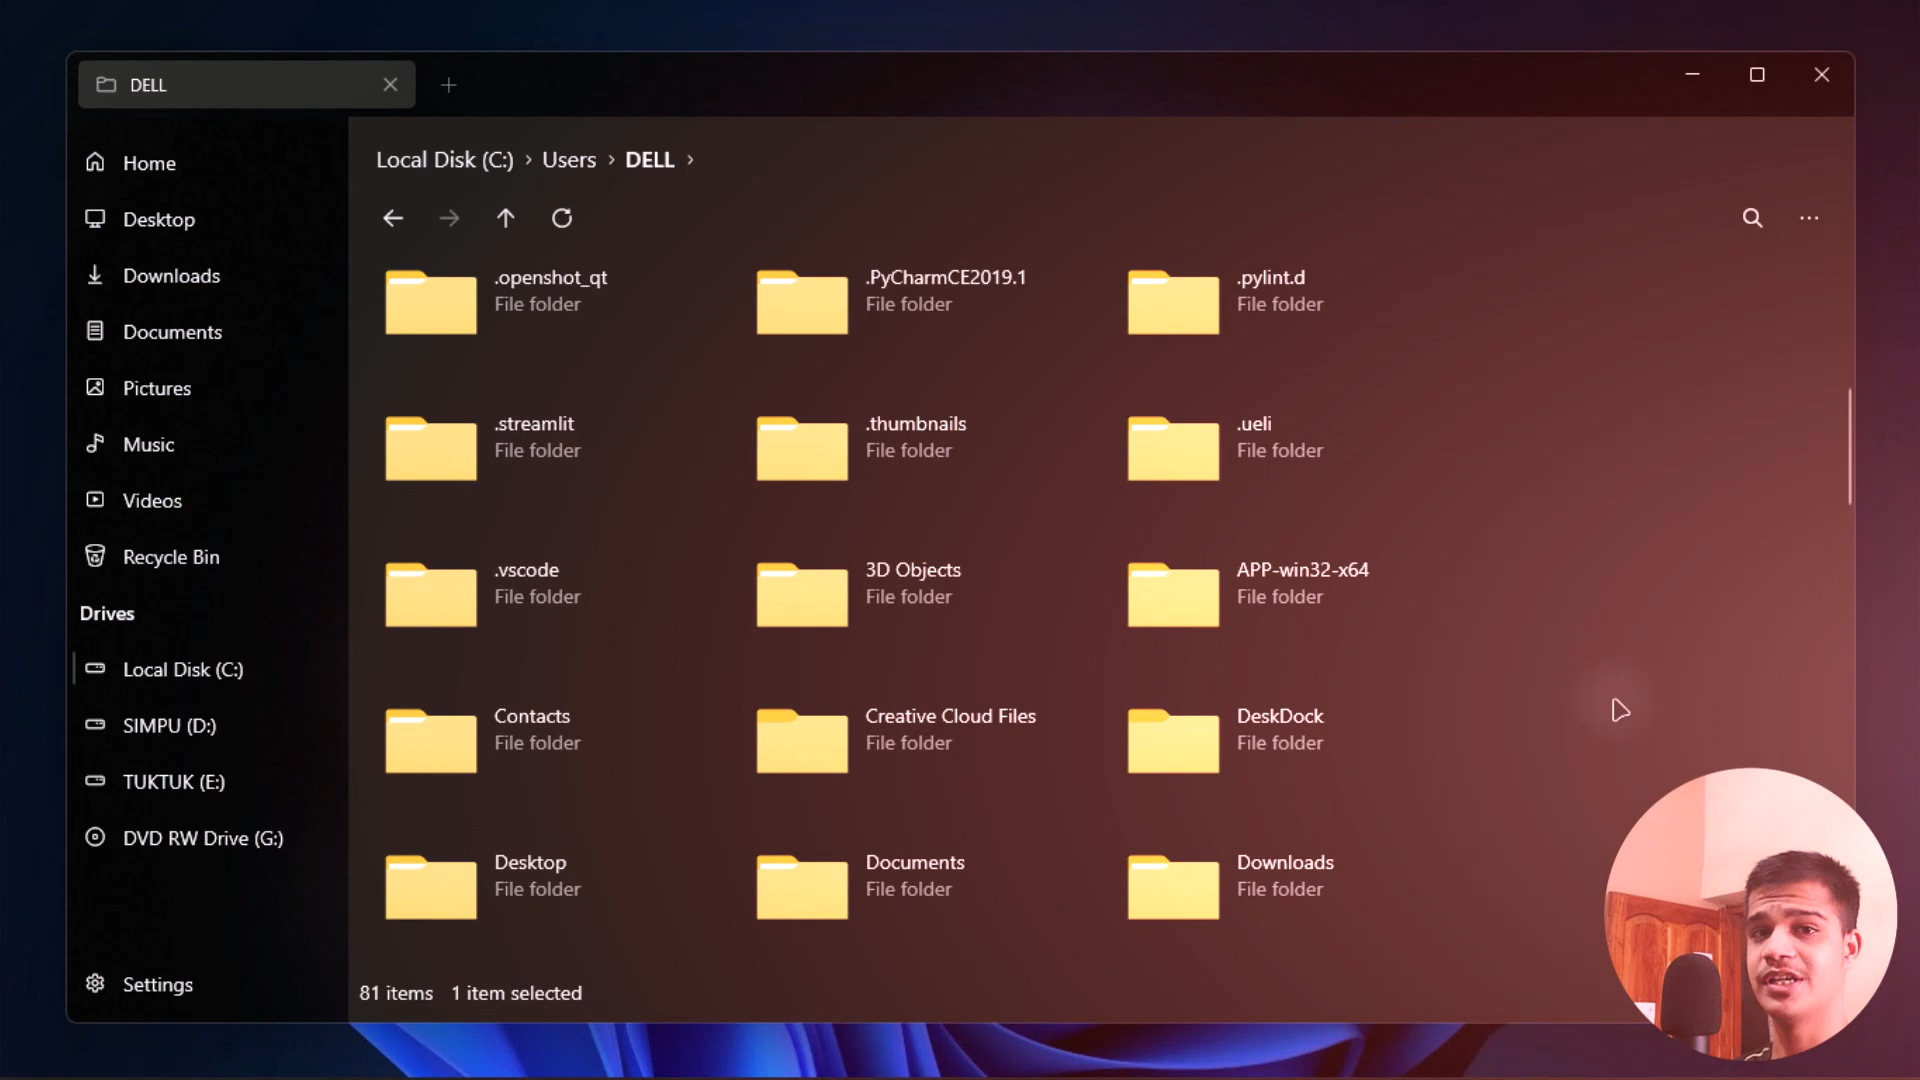 DELL
Home
Desktop
Downloads
Documents
Pictures
Music
Videos
Recycle Bin
Drives
Local Disk (C:)
SIMPU (D:)
TUKTUK (E:)
DVD RW Drive (G:)
Settings
Local Disk (C:) > Users > DELL >
.openshot_qt
File folder
.PyCharmCE2019.1
File folder
.pylint.d
File folder
.streamlit
File folder
.thumbnails
File folder
.ueli
File folder
.vscode
File folder
3D Objects
File folder
APP-win32-x64
File folder
Contacts
File folder
Creative Cloud Files
File folder
DeskDock
File folder
Desktop
File folder
Documents
File folder
Downloads
File folder
81 items 1 item selected